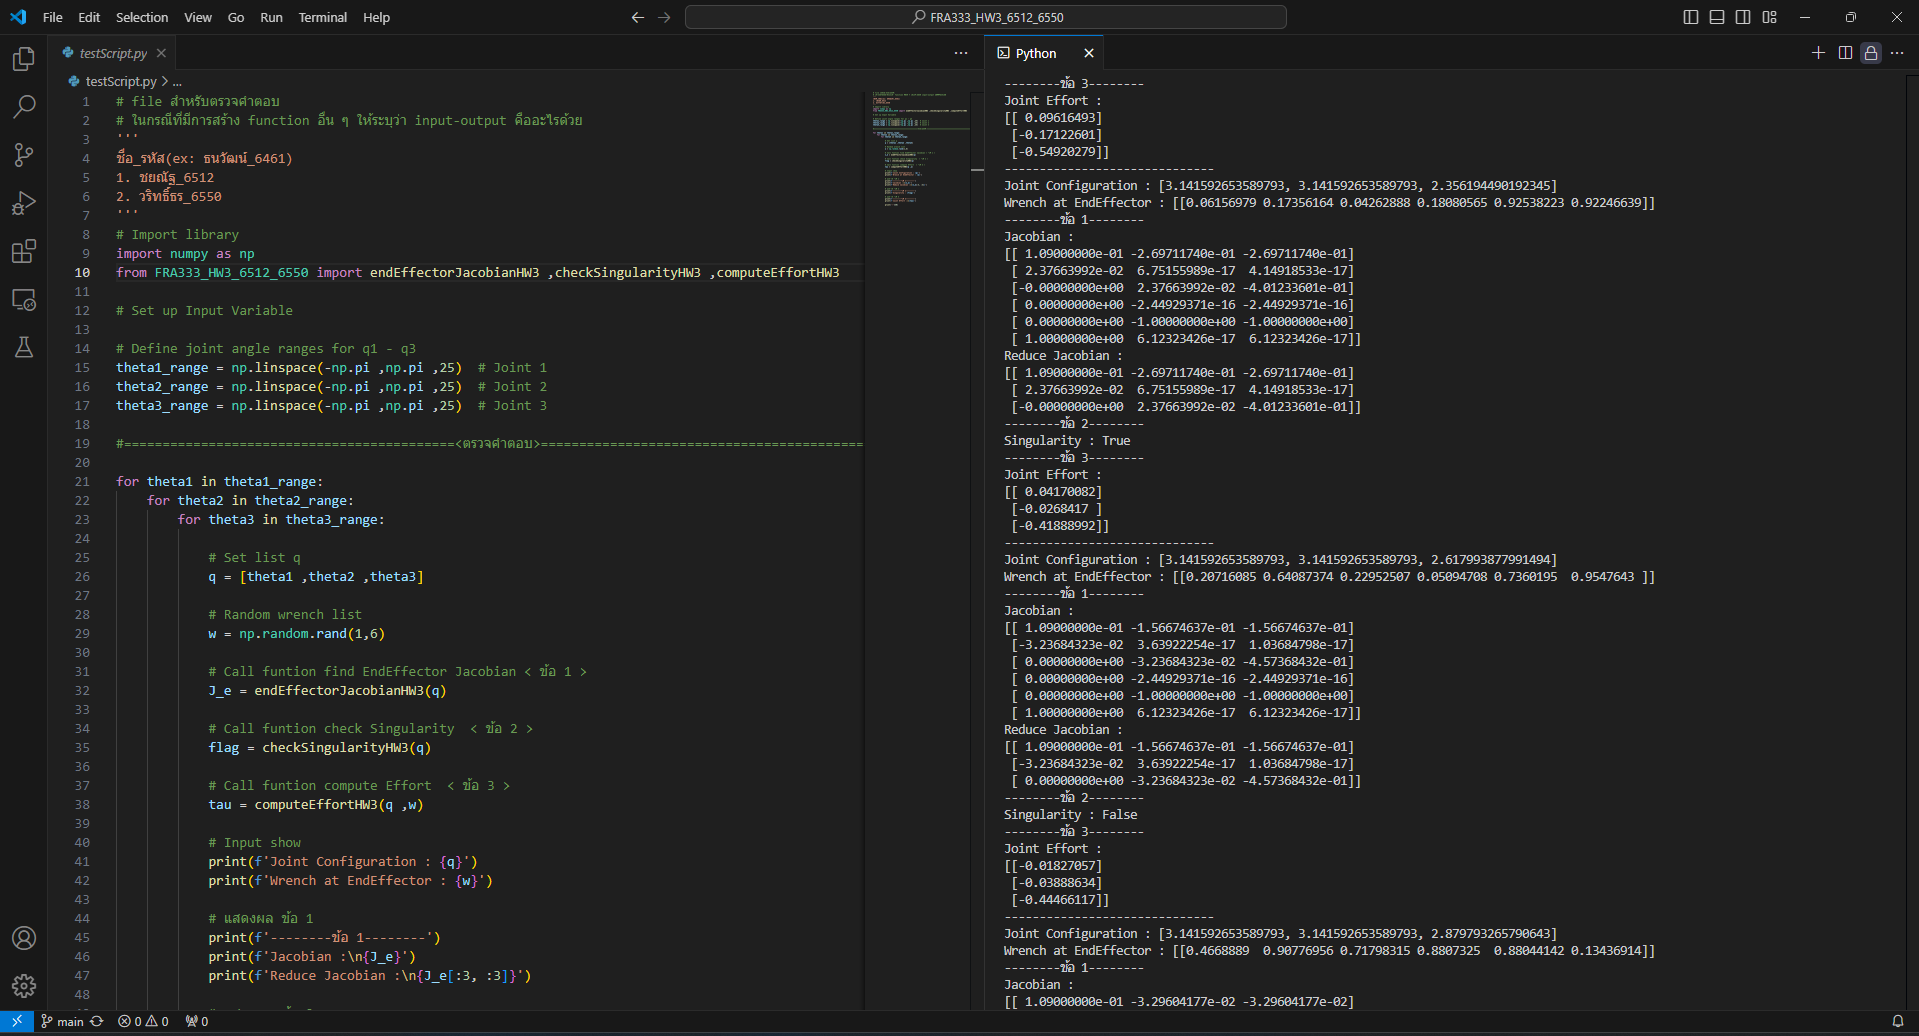 File Edit Selection View Go Run Terminal Help
FRA333_HW3_6512_6550
testScript.py
testScript.py > ...
1 # file สำหรับตรวจคำตอบ
2 # ในกรณีที่มีการสร้าง function อื่น ๆ ให้ระบุว่า input-output คืออะไรด้วย
3 '''
4 ชื่อ_รหัส(ex: ธนวัฒน์_6461)
5 1. ชยณัฐ_6512
6 2. วริทธิ์ธร_6550
7 '''
8 # Import library
9 import numpy as np
10 from FRA333_HW3_6512_6550 import endEffectorJacobianHW3 ,checkSingularityHW3 ,computeEffortHW3
11
12 # Set up Input Variable
13
14 # Define joint angle ranges for q1 - q3
15 theta1_range = np.linspace(-np.pi ,np.pi ,25)  # Joint 1
16 theta2_range = np.linspace(-np.pi ,np.pi ,25)  # Joint 2
17 theta3_range = np.linspace(-np.pi ,np.pi ,25)  # Joint 3
18
19 #===========================================<ตรวจคำตอบ>==========================================
20
21 for theta1 in theta1_range:
22 for theta2 in theta2_range:
23 for theta3 in theta3_range:
24
25 # Set list q
26 q = [theta1 ,theta2 ,theta3]
27
28 # Random wrench list
29 w = np.random.rand(1,6)
30
31 # Call funtion find EndEffector Jacobian < ข้อ 1 >
32 J_e = endEffectorJacobianHW3(q)
33
34 # Call funtion check Singularity  < ข้อ 2 >
35 flag = checkSingularityHW3(q)
36
37 # Call funtion compute Effort  < ข้อ 3 >
38 tau = computeEffortHW3(q ,w)
39
40 # Input show
41 print(f'Joint Configuration : {q}')
42 print(f'Wrench at EndEffector : {w}')
43
44 # แสดงผล ข้อ 1
45 print(f'--------ข้อ 1--------')
46 print(f'Jacobian :\n{J_e}')
47 print(f'Reduce Jacobian :\n{J_e[:3, :3]}')
48
Python
--------ข้อ 3--------
Joint Effort :
[[ 0.09616493]
[-0.17122601]
[-0.54920279]]
------------------------------
Joint Configuration : [3.141592653589793, 3.141592653589793, 2.356194490192345]
Wrench at EndEffector : [[0.06156979 0.17356164 0.04262888 0.18080565 0.92538223 0.92246639]]
--------ข้อ 1--------
Jacobian :
[[ 1.09000000e-01 -2.69711740e-01 -2.69711740e-01]
[ 2.37663992e-02  6.75155989e-17  4.14918533e-17]
[-0.00000000e+00  2.37663992e-02 -4.01233601e-01]
[ 0.00000000e+00 -2.44929371e-16 -2.44929371e-16]
[ 0.00000000e+00 -1.00000000e+00 -1.00000000e+00]
[ 1.00000000e+00  6.12323426e-17  6.12323426e-17]]
Reduce Jacobian :
[[ 1.09000000e-01 -2.69711740e-01 -2.69711740e-01]
[ 2.37663992e-02  6.75155989e-17  4.14918533e-17]
[-0.00000000e+00  2.37663992e-02 -4.01233601e-01]]
--------ข้อ 2--------
Singularity : True
--------ข้อ 3--------
Joint Effort :
[[ 0.04170082]
[-0.0268417 ]
[-0.41888992]]
------------------------------
Joint Configuration : [3.141592653589793, 3.141592653589793, 2.617993877991494]
Wrench at EndEffector : [[0.20716085 0.64087374 0.22952507 0.05094708 0.7360195  0.9547643 ]]
--------ข้อ 1--------
Jacobian :
[[ 1.09000000e-01 -1.56674637e-01 -1.56674637e-01]
[-3.23684323e-02  3.63922254e-17  1.03684798e-17]
[ 0.00000000e+00 -3.23684323e-02 -4.57368432e-01]
[ 0.00000000e+00 -2.44929371e-16 -2.44929371e-16]
[ 0.00000000e+00 -1.00000000e+00 -1.00000000e+00]
[ 1.00000000e+00  6.12323426e-17  6.12323426e-17]]
Reduce Jacobian :
[[ 1.09000000e-01 -1.56674637e-01 -1.56674637e-01]
[-3.23684323e-02  3.63922254e-17  1.03684798e-17]
[ 0.00000000e+00 -3.23684323e-02 -4.57368432e-01]]
--------ข้อ 2--------
Singularity : False
--------ข้อ 3--------
Joint Effort :
[[-0.01827057]
[-0.03888634]
[-0.44466117]]
------------------------------
Joint Configuration : [3.141592653589793, 3.141592653589793, 2.879793265790643]
Wrench at EndEffector : [[0.4668889  0.90776956 0.71798315 0.8807325  0.88044142 0.13436914]]
--------ข้อ 1--------
Jacobian :
[[ 1.09000000e-01 -3.29604177e-02 -3.29604177e-02]
main 0 0 0